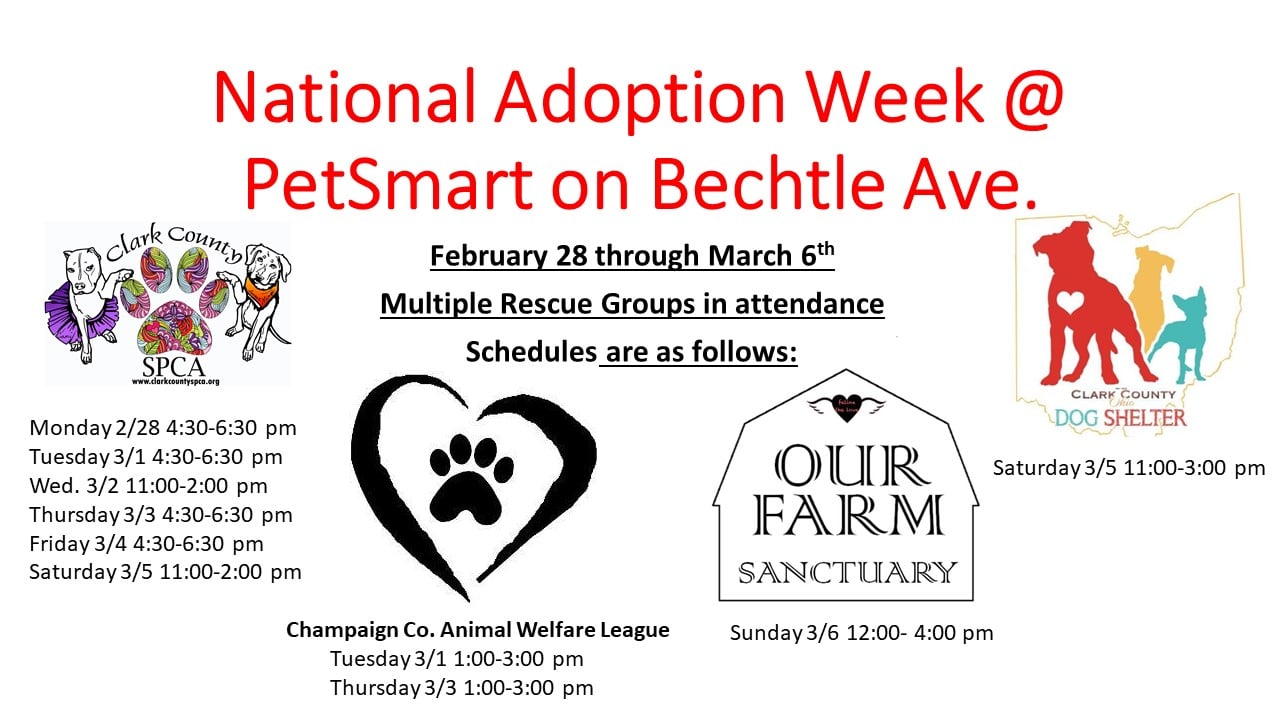 National Adoption Week @
PetSmart on Bechtle Ave.
February 28 through March 6th
Multiple Rescue Groups in attendance
Schedules are as follows:
Clark County
SPCA
www.clarkcountyspca.org
Monday 2/28 4:30-6:30 pm
Tuesday 3/1 4:30-6:30 pm
Wed. 3/2 11:00-2:00 pm
Thursday 3/3 4:30-6:30 pm
Friday 3/4 4:30-6:30 pm
Saturday 3/5 11:00-2:00 pm
Champaign Co. Animal Welfare League
Tuesday 3/1 1:00-3:00 pm
Thursday 3/3 1:00-3:00 pm
OUR
FARM
SANCTUARY
Sunday 3/6 12:00- 4:00 pm
CLARK COUNTY
Ohio
DOG SHELTER
Saturday 3/5 11:00-3:00 pm